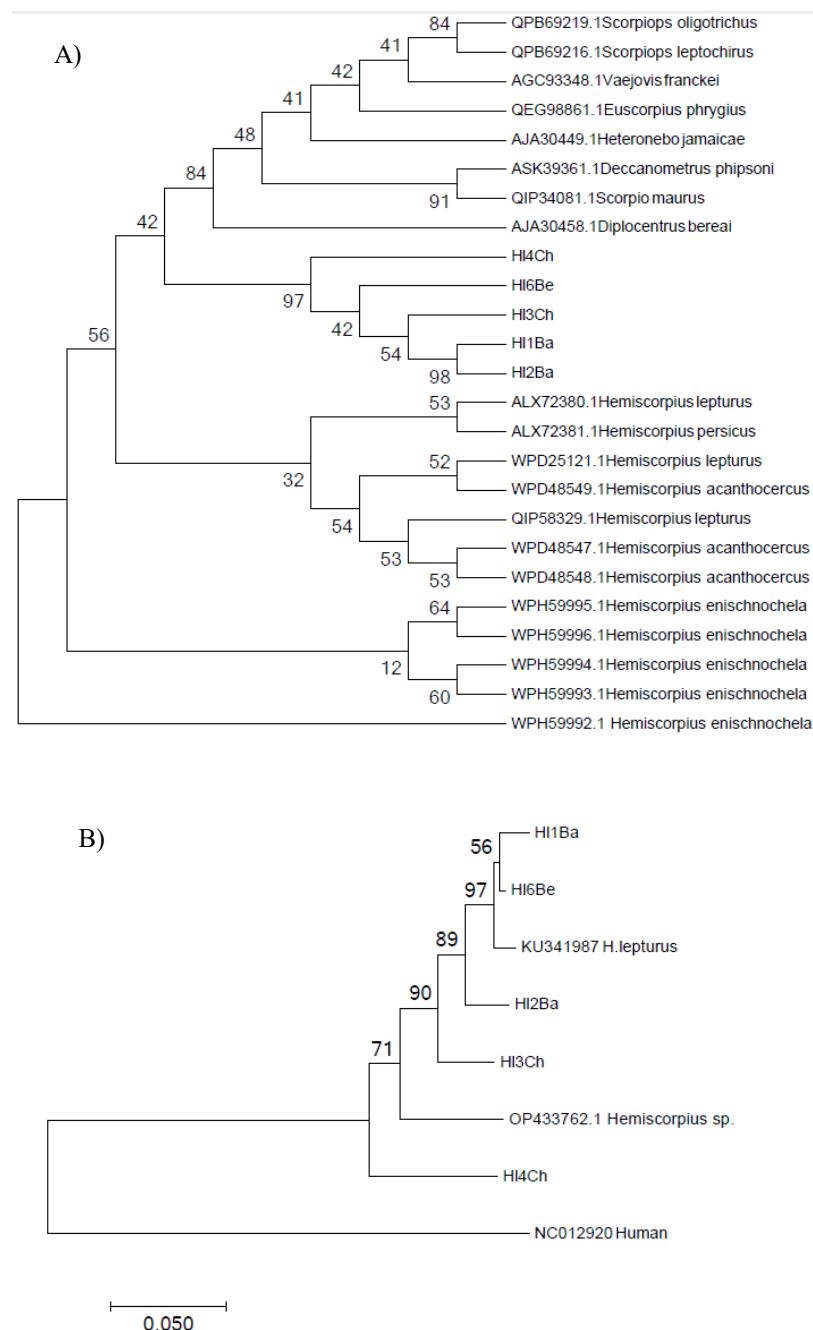 A)
84
QPB69219.1Scorpiops oligotrichus
QPB69216.1Scorpiops leptochirus
41
AGC93348.1Vaejovis franckei
42
QEG98861.1Euscorpius phrygius
41
AJA30449.1Heteronebo jamaicae
48
ASK39361.1Deccanometrus phipsoni
84
QIP34081.1Scorpio maurus
91
42
AJA30458.1Diplocentrus bereai
HI4Ch
97
HI6Be
42
HI3Ch
56
54
HI1Ba
98
HI2Ba
53
ALX72380.1Hemiscorpius lepturus
ALX72381.1Hemiscorpius persicus
32
52
WPD25121.1Hemiscorpius lepturus
WPD48549.1Hemiscorpius acanthocercus
54
QIP58329.1Hemiscorpius lepturus
53
WPD48547.1Hemiscorpius acanthocercus
53
WPD48548.1Hemiscorpius acanthocercus
64
WPH59995.1Hemiscorpius enischnochela
WPH59996.1Hemiscorpius enischnochela
12
WPH59994.1Hemiscorpius enischnochela
60
WPH59993.1Hemiscorpius enischnochela
WPH59992.1 Hemiscorpius enischnochela
B)
HI1Ba
56
HI6Be
97
KU341987 H.lepturus
89
HI2Ba
90
HI3Ch
71
OP433762.1 Hemiscorpius sp.
HI4Ch
NC012920 Human
0.050